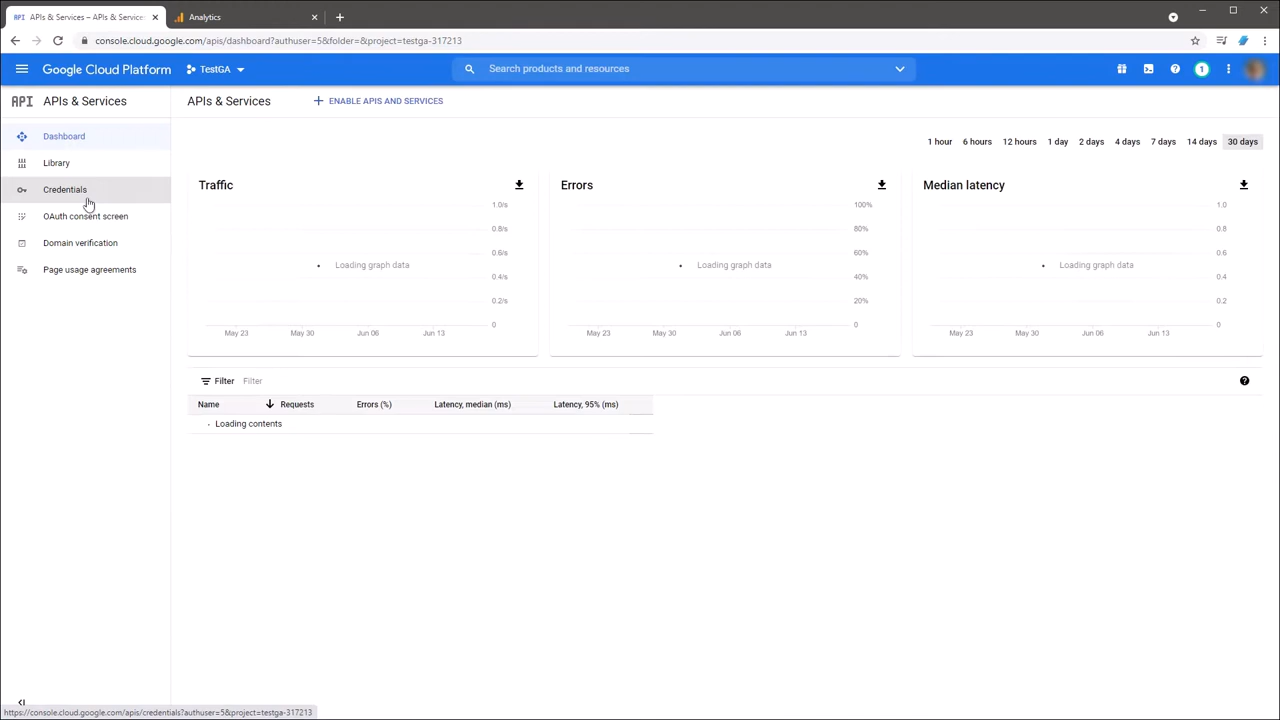 API APIs & Services – APIs & Service
Analytics
console.cloud.google.com/apis/dashboard?authuser=5&folder=&project=testga-317213
Google Cloud Platform
TestGA
Search products and resources
1
API APIs & Services
APIs & Services
ENABLE APIS AND SERVICES
Dashboard
Library
Credentials
OAuth consent screen
Domain verification
Page usage agreements
1 hour 6 hours 12 hours 1 day 2 days 4 days 7 days 14 days 30 days
Traffic
1.0/s
0.8/s
0.6/s
Loading graph data
0.4/s
0.2/s
0
May 23 May 30 Jun 06 Jun 13
Errors
100%
80%
60%
Loading graph data
40%
20%
0
May 23 May 30 Jun 06 Jun 13
Median latency
1.0
0.8
0.6
Loading graph data
0.4
0.2
0
May 23 May 30 Jun 06 Jun 13
Filter Filter
Name Requests Errors (%) Latency, median (ms) Latency, 95% (ms)
Loading contents
https://console.cloud.google.com/apis/credentials?authuser=5&project=testga-317213